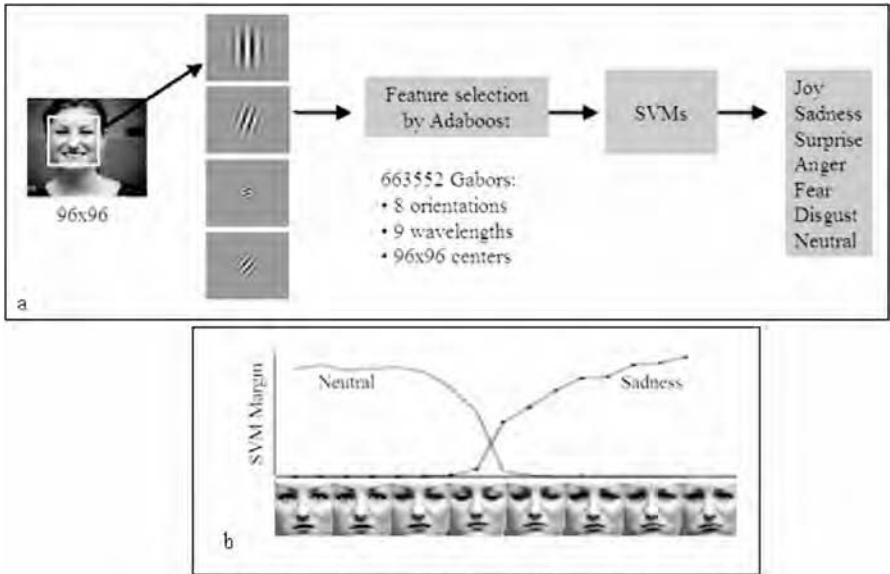 96x96
Feature selection
by Adaboost
663552 Gabors:
• 8 orientations
• 9 wavelengths
• 96x96 centers
SVMs
Joy
Sadness
Surprise
Anger
Fear
Disgust
Neutral
a
SVM Margin
Neutral
Sadness
b